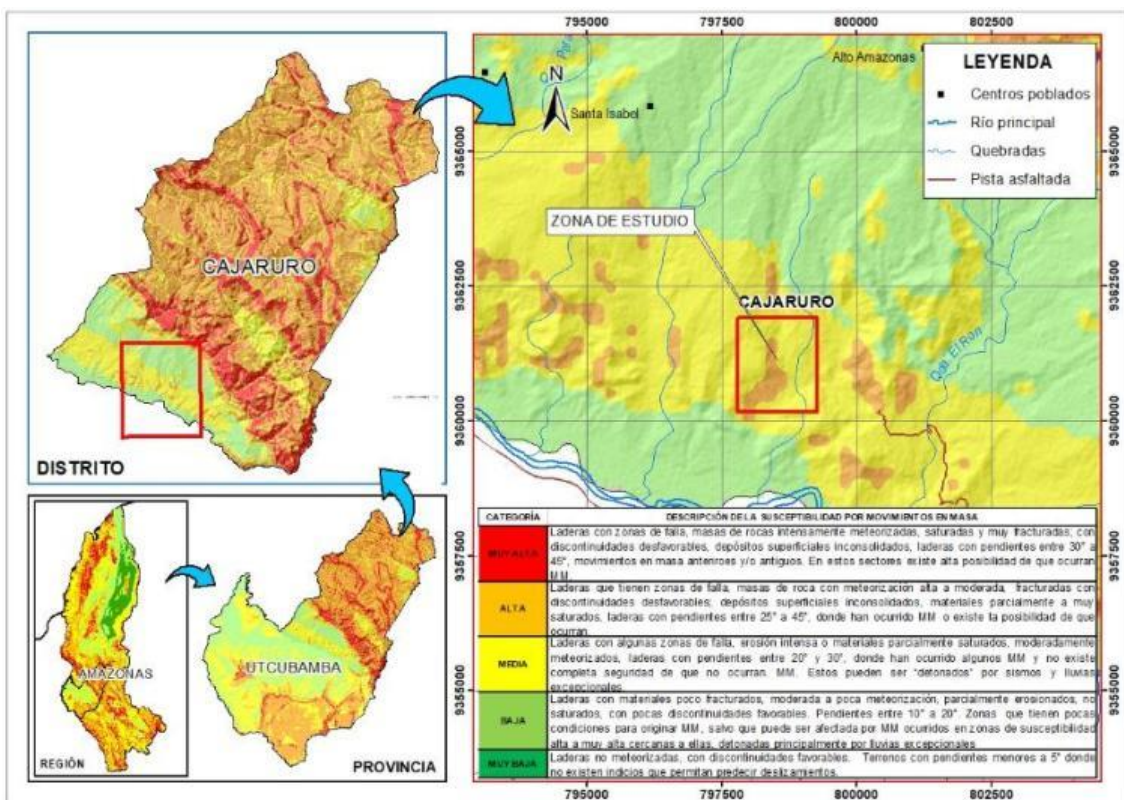 795000 797500 800000 802500
CAJARURO
DISTRITO
AMAZONAS
REGIÓN
UTCUBAMBA
PROVINCIA
N
Santa Isabel
Alto Amazonas
ZONA DE ESTUDIO
CAJARURO
Qda. El Ron
LEYENDA
Centros poblados
Río principal
Quebradas
Pista asfaltada
9365000
9362500
9360000
9357500
9355000
9365000
9362500
9360000
9357500
9355000
CATEGORÍA DESCRIPCIÓN DE LA SUSCEPTIBILIDAD POR MOVIMIENTOS EN MASA
MUY ALTA
Laderas con zonas de falla, masas de rocas intensamente meteorizadas, saturadas y muy fracturadas; con
discontinuidades desfavorables, depósitos superficiales inconsolidados, laderas con pendientes entre 30° a
45°, movimientos en masa anteriores y/o antiguos. En estos sectores existe alta posibilidad de que ocurran
MM.
ALTA
Laderas que tienen zonas de falla, masas de roca con meteorización alta a moderada, fracturadas con
discontinuidades desfavorables; depósitos superficiales inconsolidados, materiales parcialmente a muy
saturados, laderas con pendientes entre 25° a 45°, donde han ocurrido MM o existe la posibilidad de que
ocurran.
MEDIA
Laderas con algunas zonas de falla, erosión intensa o materiales parcialmente saturados, moderadamente
meteorizados, laderas con pendientes entre 20° y 30°, donde han ocurrido algunos MM y no existe
completa seguridad de que no ocurran. MM. Estos pueden ser "detonados" por sismos y lluvias
excepcionales
BAJA
Laderas con materiales poco fracturados, moderada a poca meteorización, parcialmente erosionados, no
saturados, con pocas discontinuidades favorables. Pendientes entre 10° a 20°. Zonas que tienen pocas
condiciones para originar MM, salvo que puede ser afectada por MM ocurridos en zonas de susceptibilidad
alta a muy alta cercanas a ellas, detonadas principalmente por lluvias excepcionales
MUY BAJA
Laderas no meteorizadas, con discontinuidades favorables. Terrenos con pendientes menores a 5° donde
no existen indicios que permitan predecir deslizamientos.
795000 797500 800000 802500